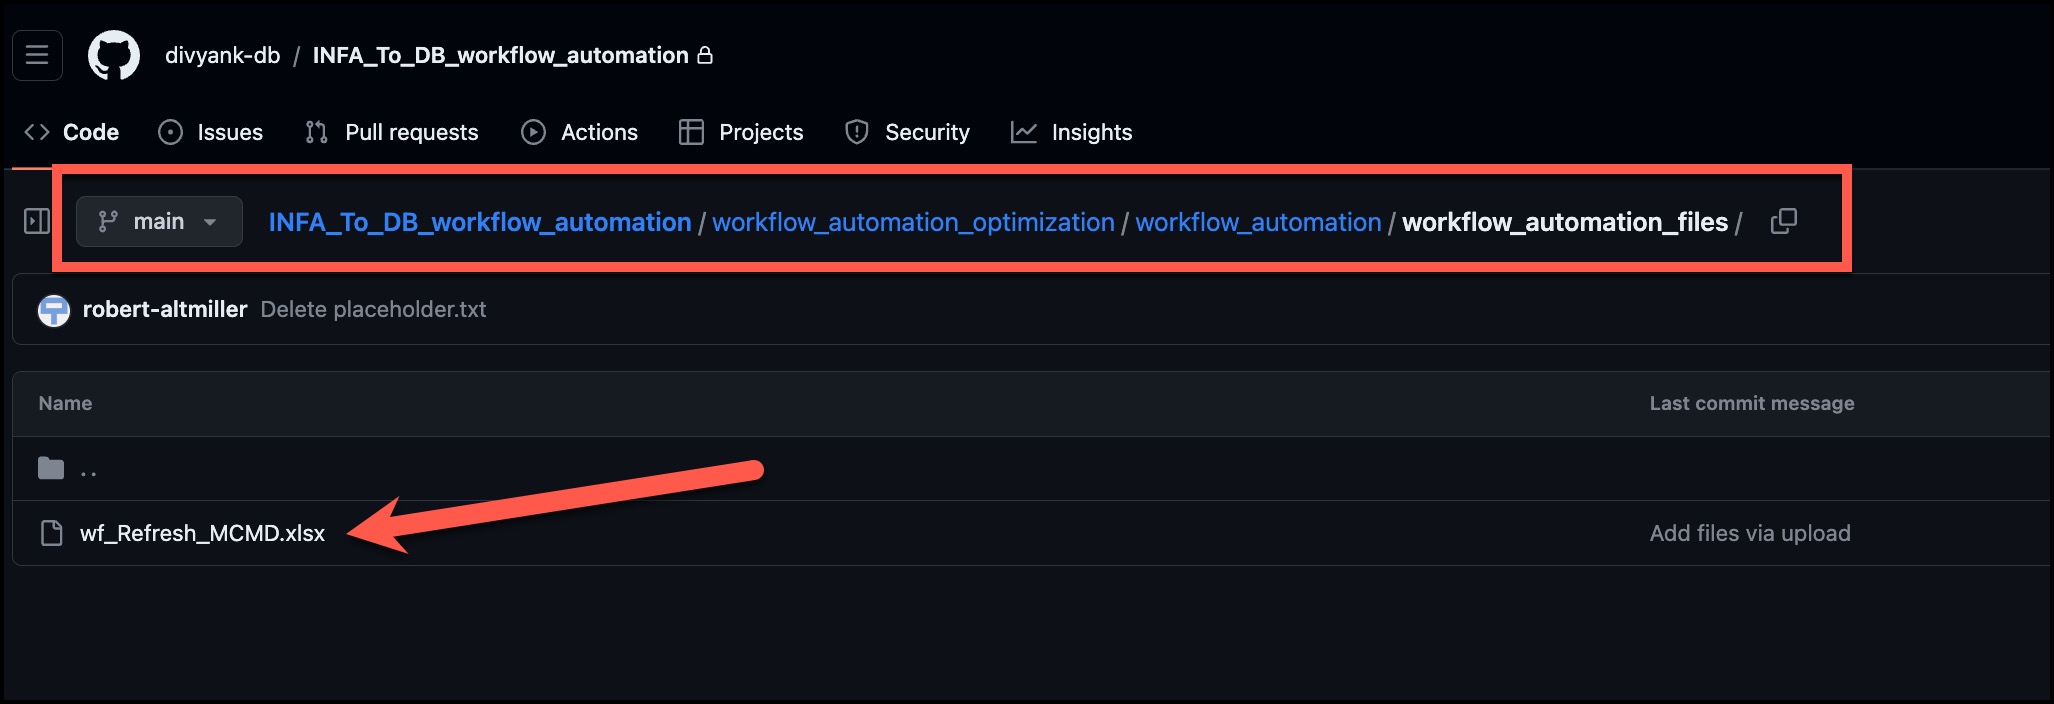 divyank-db / INFA_To_DB_workflow_automation
Code Issues Pull requests Actions Projects Security Insights
main INFA_To_DB_workflow_automation / workflow_automation_optimization / workflow_automation / workflow_automation_files /
robert-altmiller Delete placeholder.txt
Name Last commit message
..
wf_Refresh_MCMD.xlsx Add files via upload